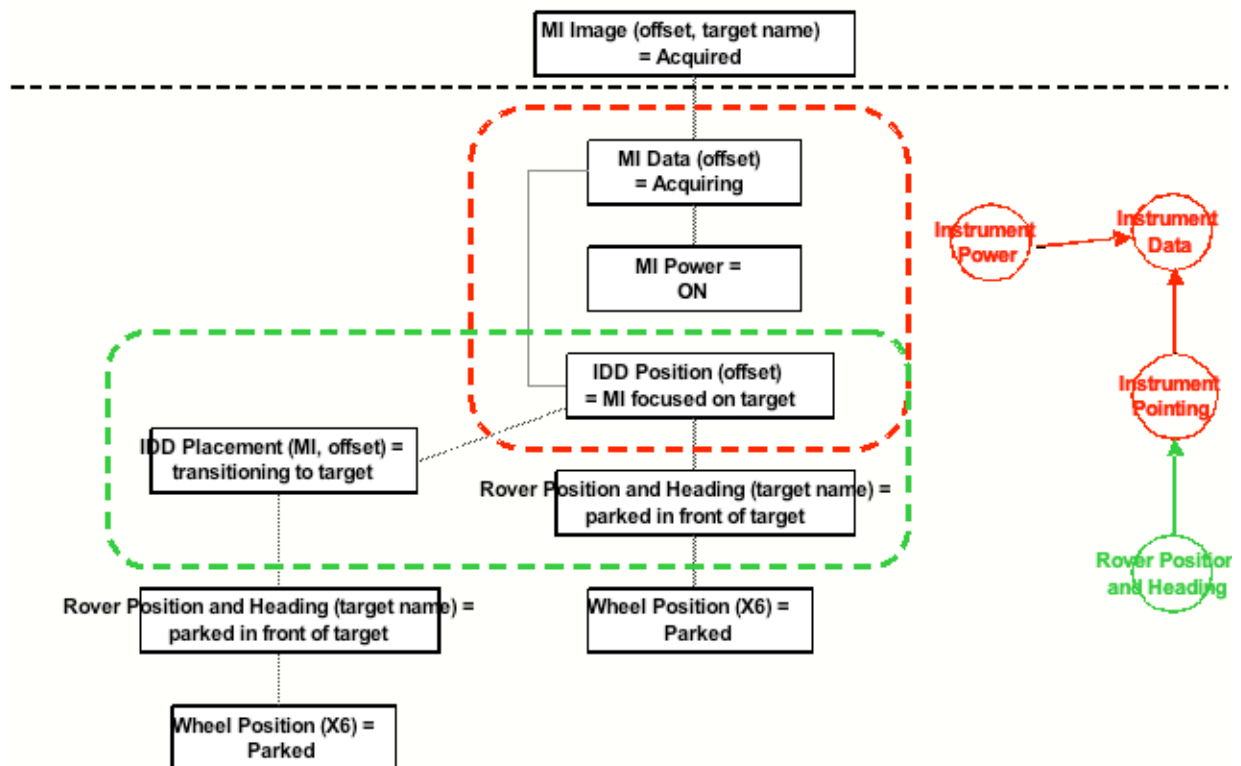 MI Image (offset, target name)
= Acquired
MI Data (offset)
= Acquiring
Instrument
Power
Instrument
Data
MI Power =
ON
IDD Position (offset)
= MI focused on target
Instrument
Pointing
IDD Placement (MI, offset) =
transitioning to target
Rover Position and Heading (target name) =
parked in front of target
Rover Position
and Heading
Rover Position and Heading (target name) =
parked in front of target
Wheel Position (X6) =
Parked
Wheel Position (X6) =
Parked